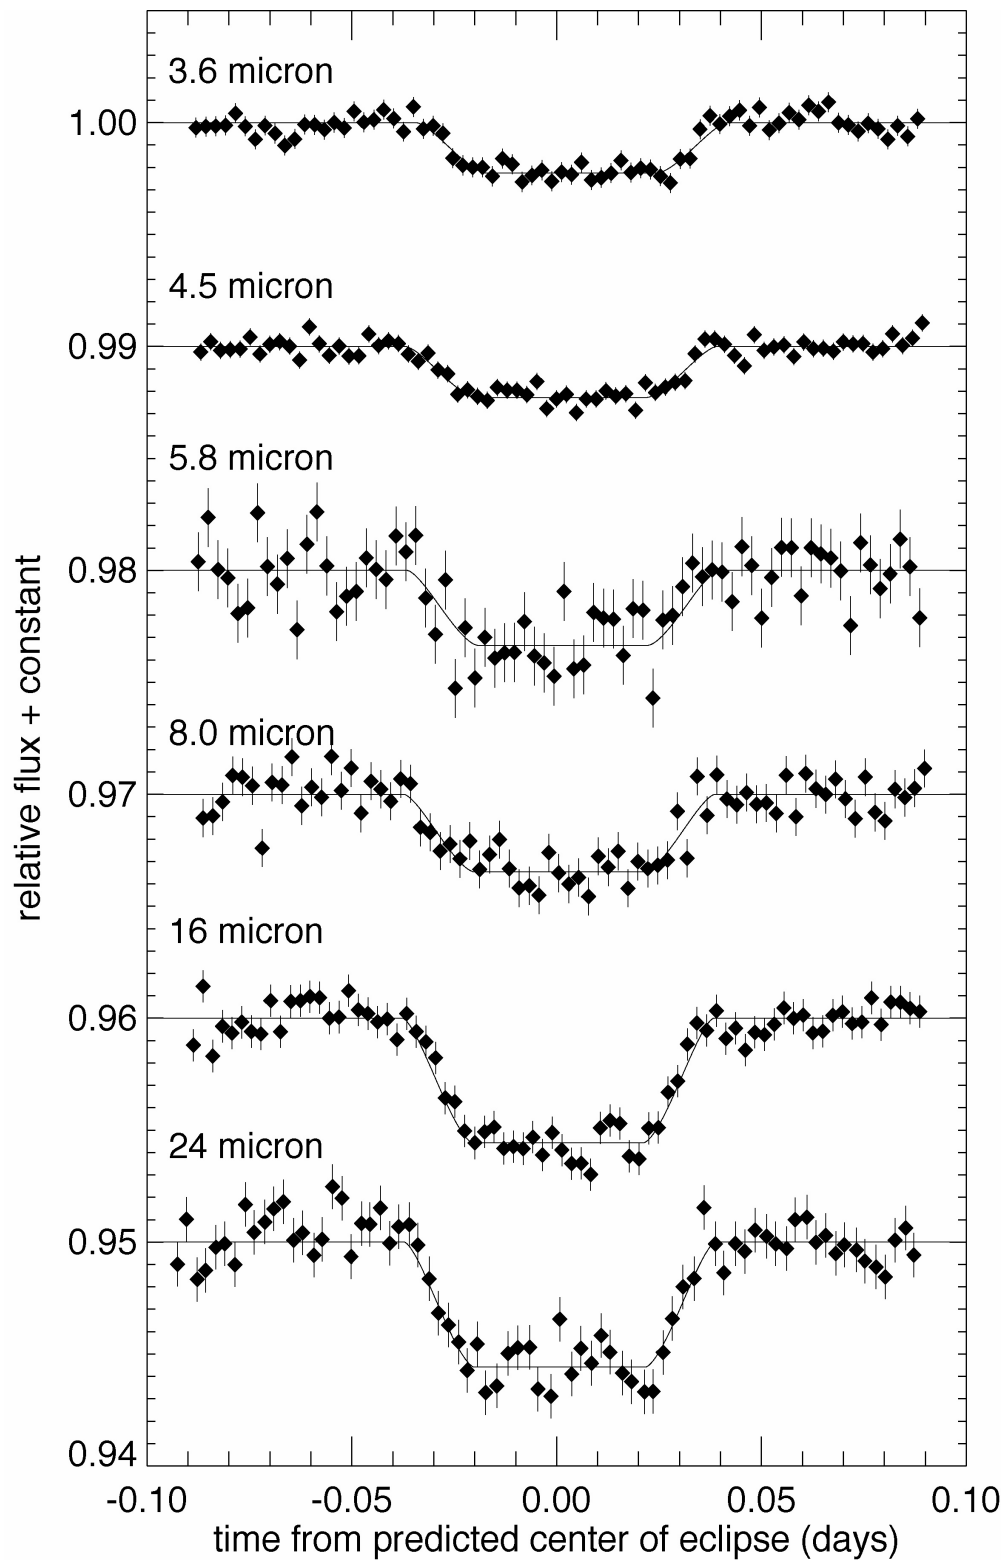 3.6 micron
1.00
4.5 micron
0.99
5.8 micron
0.98
8.0 micron
0.97
16 micron
0.96
24 micron
0.95
0.94
relative flux + constant
-0.10 -0.05 0.00 0.05 0.10
time from predicted center of eclipse (days)